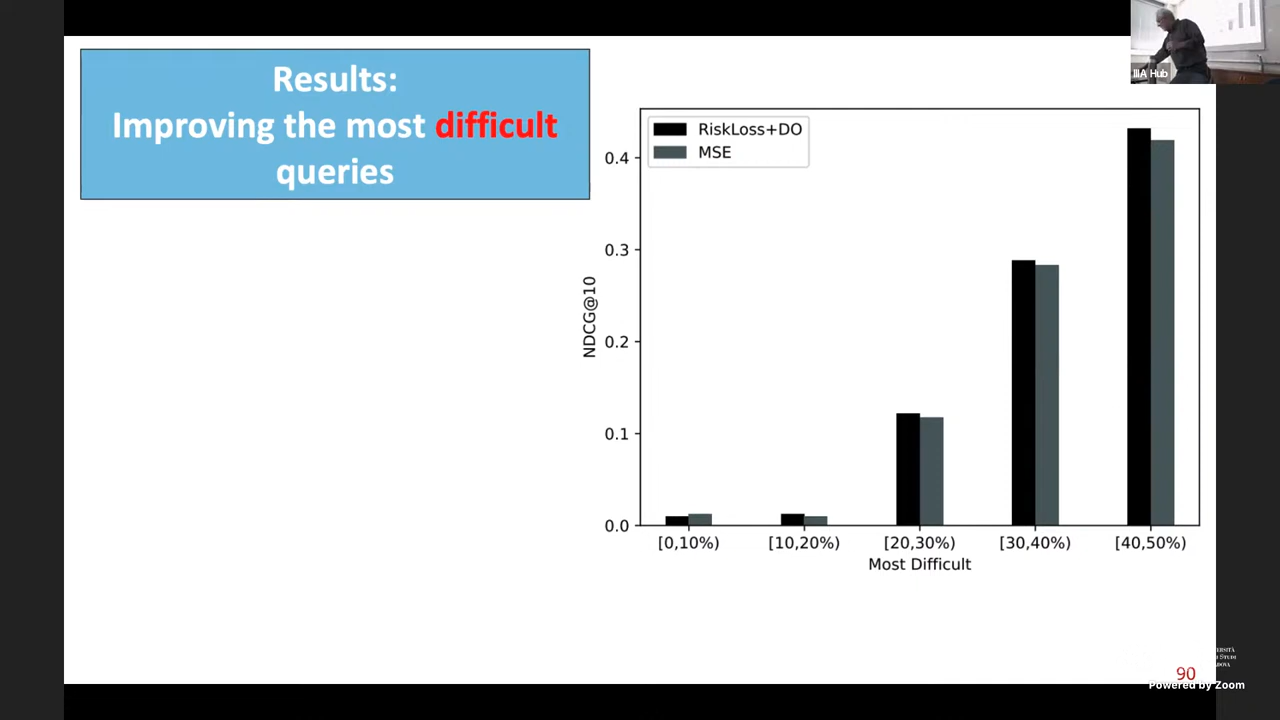 Results:
Improving the most difficult
queries
RiskLoss+DO
MSE
0.4
0.3
0.2
0.1
0.0
NDCG@10
[0,10%)
[10,20%)
[20,30%)
[30,40%)
[40,50%)
Most Difficult
IIIA Hub
90
Powered by Zoom